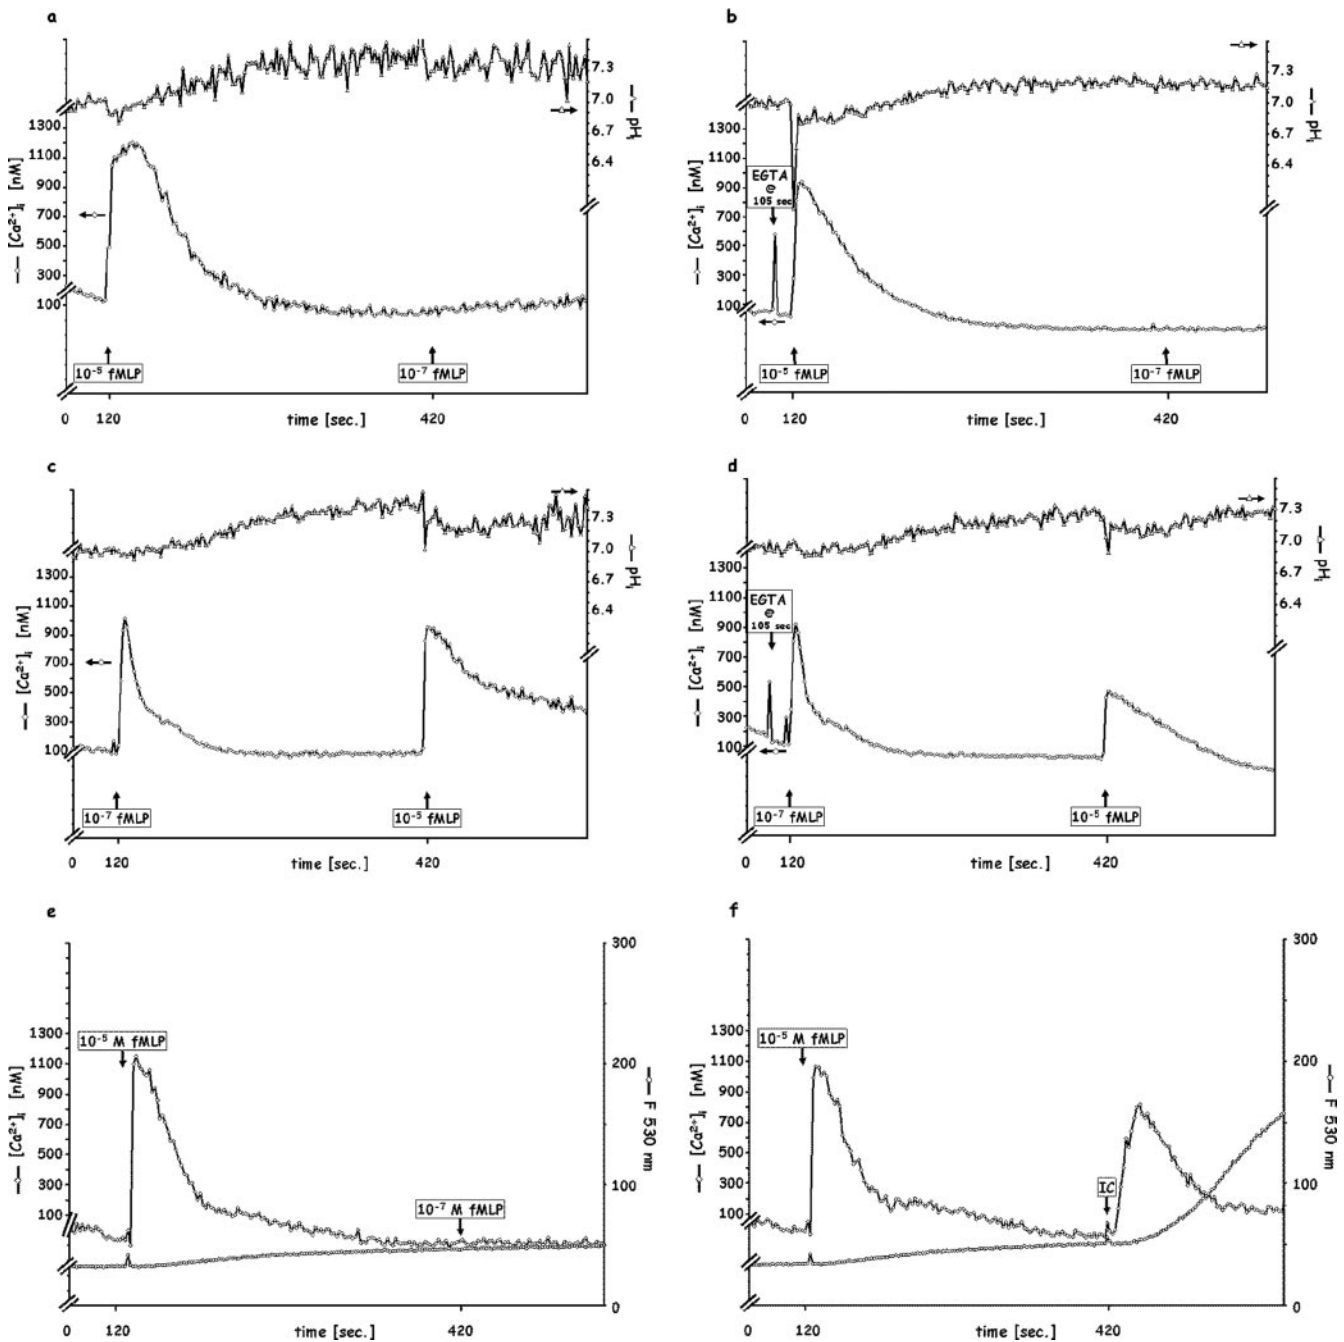 a
1300
1100
900
700
500
300
100
[Ca²⁺]ᵢ [nM]
7.3
7.0
6.7
6.4
pHᵢ
10⁻⁵ fMLP
10⁻⁷ fMLP
0 120 time [sec.] 420
b
1300
1100
900
700
500
300
100
[Ca²⁺]ᵢ [nM]
EGTA
@
105 sec
7.3
7.0
6.7
6.4
pHᵢ
10⁻⁵ fMLP
10⁻⁷ fMLP
0 120 time [sec.] 420
c
1300
1100
900
700
500
300
100
[Ca²⁺]ᵢ [nM]
7.3
7.0
6.7
6.4
pHᵢ
10⁻⁷ fMLP
10⁻⁵ fMLP
0 120 time [sec.] 420
d
1300
1100
900
700
500
300
100
[Ca²⁺]ᵢ [nM]
EGTA
@
105 sec
7.3
7.0
6.7
6.4
pHᵢ
10⁻⁷ fMLP
10⁻⁵ fMLP
0 120 time [sec.] 420
e
1300
1100
900
700
500
300
100
[Ca²⁺]ᵢ [nM]
10⁻⁵ M fMLP
10⁻⁷ M fMLP
300
200
100
0
F 530 nm
0 120 time [sec.] 420
f
1300
1100
900
700
500
300
100
[Ca²⁺]ᵢ [nM]
10⁻⁵ M fMLP
IC
300
200
100
0
F 530 nm
0 120 time [sec.] 420